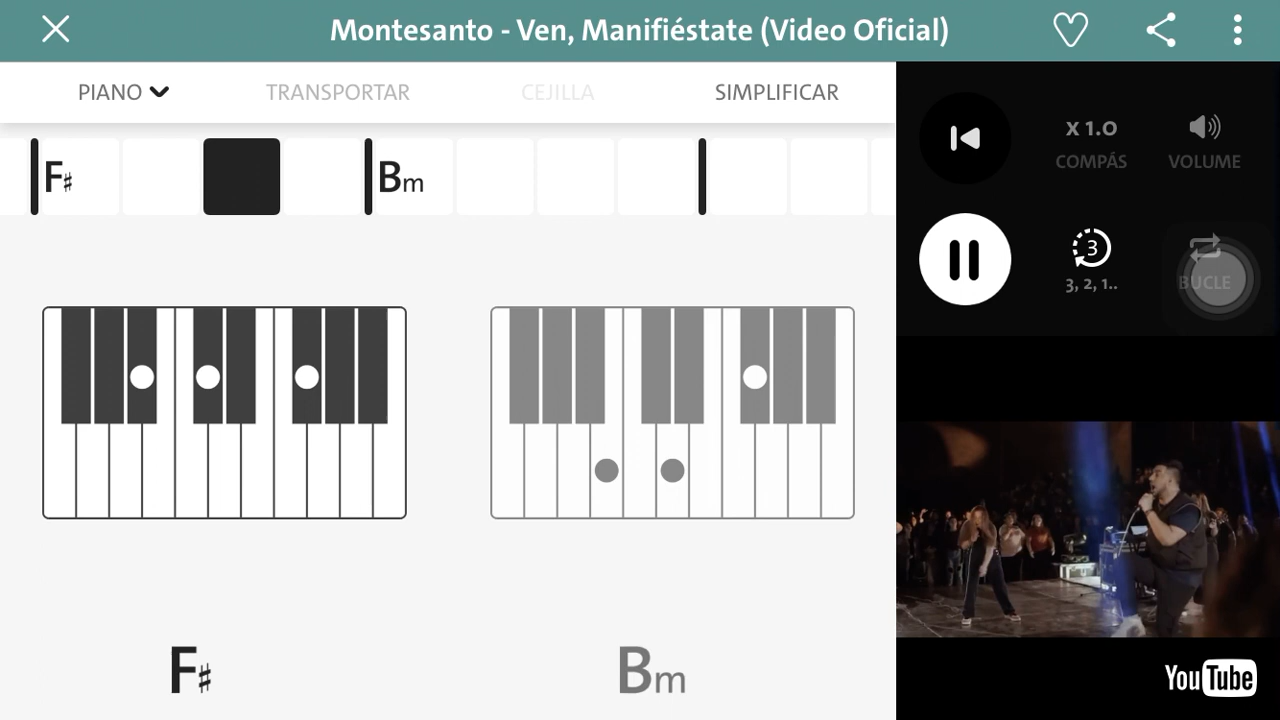 Montesanto - Ven, Manifiéstate (Video Oficial)
PIANO
TRANSPORTAR
CEJILLA
SIMPLIFICAR
F♯
Bm
X 1.0
COMPÁS
VOLUME
3
3, 2, 1..
BUCLE
F♯
Bm
YouTube